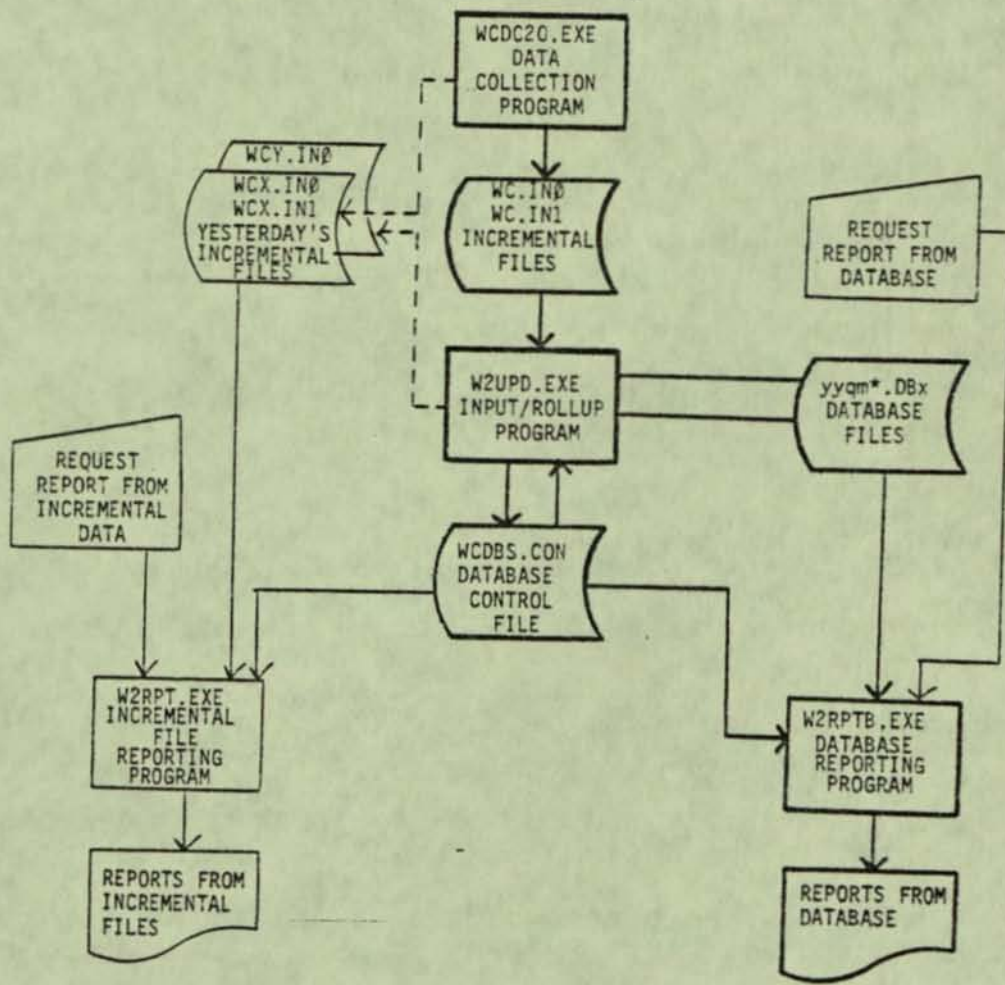 WCDC20.EXE
DATA
COLLECTION
PROGRAM
WCY.INØ
WCX.INØ
WCX.IN1
YESTERDAY'S
INCREMENTAL
FILES
WC.INØ
WC.IN1
INCREMENTAL
FILES
REQUEST
REPORT FROM
DATABASE
W2UPD.EXE
INPUT/ROLLUP
PROGRAM
yyqm*.DBx
DATABASE
FILES
REQUEST
REPORT FROM
INCREMENTAL
DATA
WCDBS.CON
DATABASE
CONTROL
FILE
W2RPT.EXE
INCREMENTAL
FILE
REPORTING
PROGRAM
W2RPTB.EXE
DATABASE
REPORTING
PROGRAM
REPORTS FROM
INCREMENTAL
FILES
REPORTS FROM
DATABASE